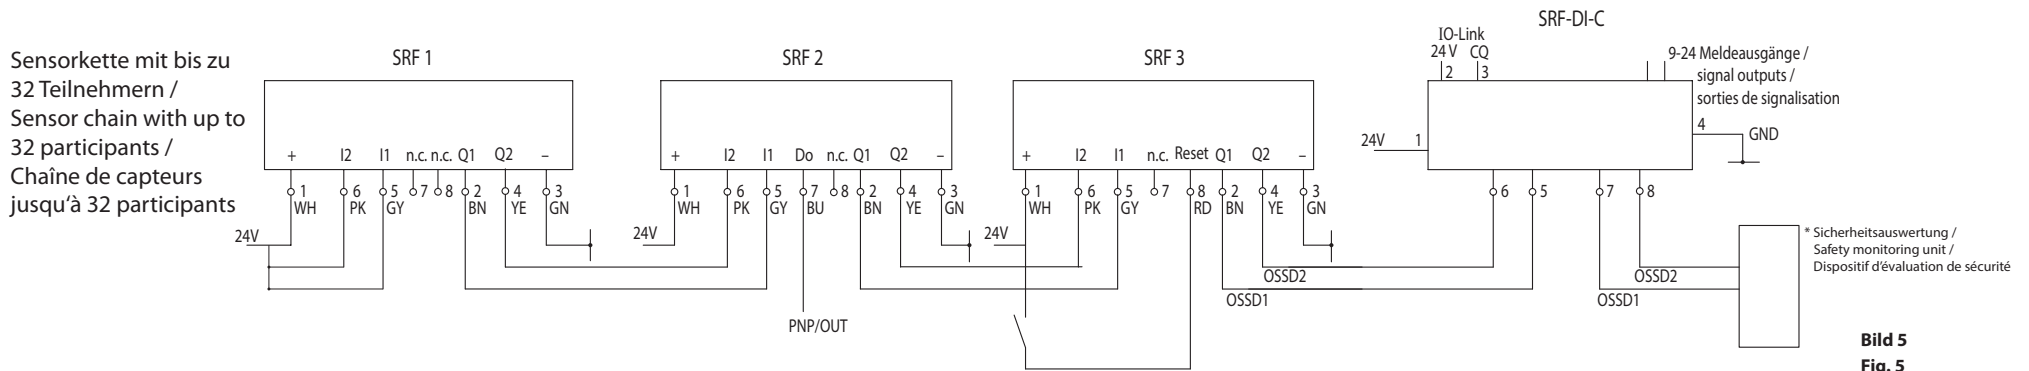 SRF-DI-C
Sensorkette mit bis zu
32 Teilnehmern /
Sensor chain with up to
32 participants /
Chaîne de capteurs
jusqu‘à 32 participants
SRF 1
+ I2 I1 n.c. n.c. Q1 Q2 –
1 6 5 7 8 2 4 3
WH PK GY BN YE GN
24V
SRF 2
+ I2 I1 Do n.c. Q1 Q2 –
1 6 5 7 8 2 4 3
WH PK GY BU BN YE GN
24V
PNP/OUT
SRF 3
+ I2 I1 n.c. Reset Q1 Q2 –
1 6 5 7 8 2 4 3
WH PK GY RD BN YE GN
24V
OSSD2
OSSD1
IO-Link
24 V CQ
2 3
9-24 Meldeausgänge /
signal outputs /
sorties de signalisation
24V 1
4 GND
6 5 7 8
OSSD2
OSSD1
* Sicherheitsauswertung /
Safety monitoring unit /
Dispositif d‘évaluation de sécurité
Bild 5
Fig. 5